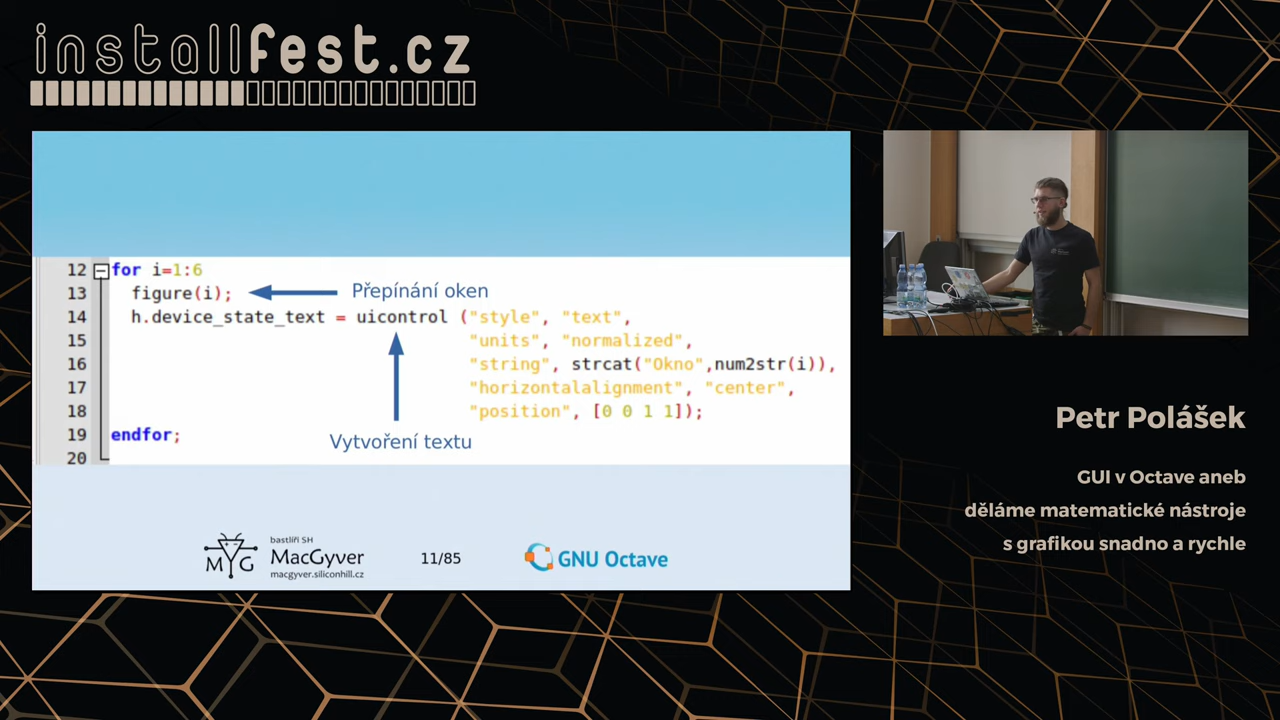 installfest.cz
12 for i=1:6
13 figure(i);
Přepínání oken
14 h.device_state_text = uicontrol ("style", "text",
15 "units", "normalized",
16 "string", strcat("Okno",num2str(i)),
17 "horizontalalignment", "center",
18 "position", [0 0 1 1]);
19 endfor;
20
Vytvoření textu
MYG
bastlíři SH
MacGyver
macgyver.siliconhill.cz
11/85
GNU Octave
Petr Polášek
GUI v Octave aneb
děláme matematické nástroje
s grafikou snadno a rychle